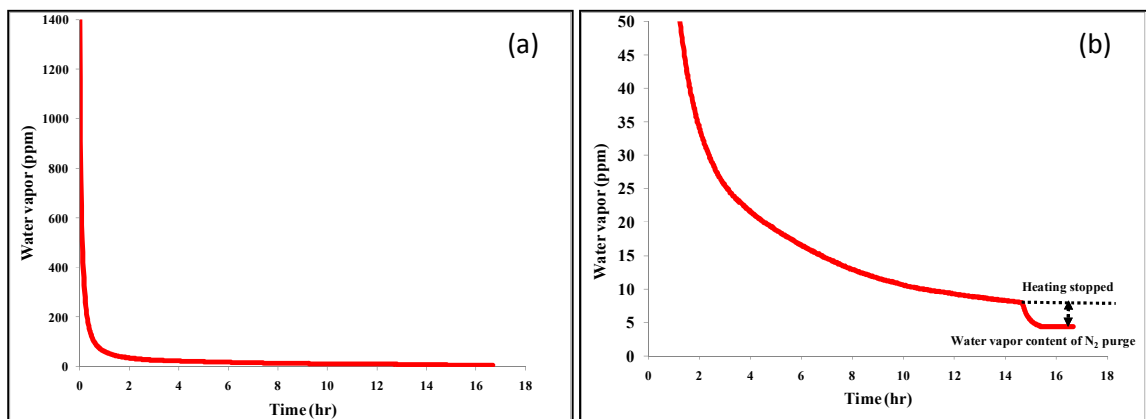 (a)
1400
1200
1000
800
600
400
200
0
Water vapor (ppm)
0 2 4 6 8 10 12 14 16 18
Time (hr)
(b)
50
45
40
35
30
25
20
15
10
5
0
Water vapor (ppm)
Heating stopped
Water vapor content of N₂ purge
0 2 4 6 8 10 12 14 16 18
Time (hr)